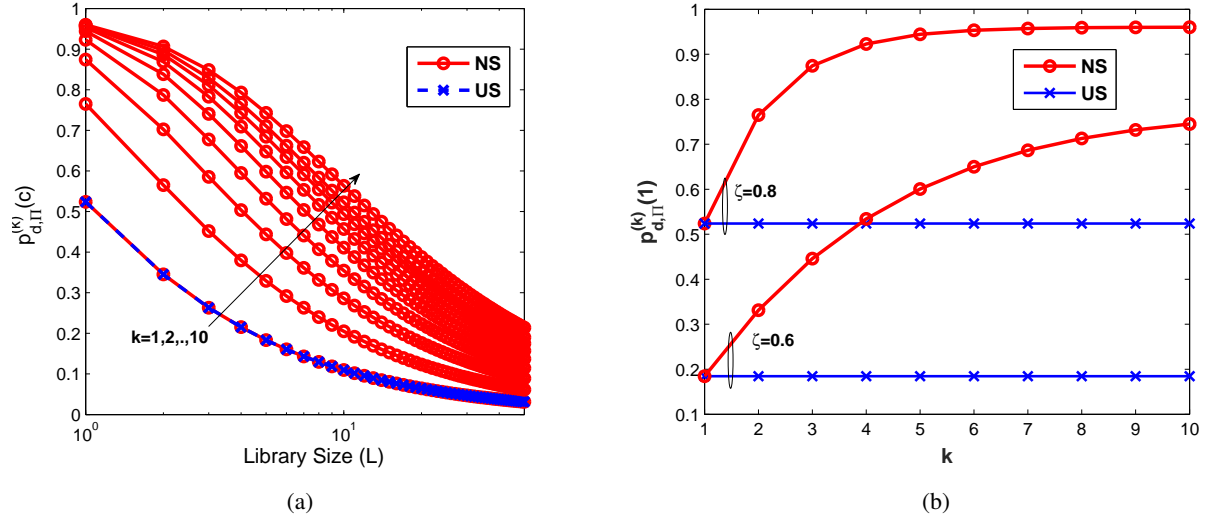 1
0.9
0.8
0.7
0.6
0.5
0.4
0.3
0.2
0.1
0
p_{d,Π}^{(k)}(c)
NS
US
k=1,2,.,10
10^0
10^1
Library Size (L)
(a)
1
0.9
0.8
0.7
0.6
0.5
0.4
0.3
0.2
0.1
p_{d,Π}^{(k)}(1)
NS
US
ζ=0.8
ζ=0.6
1 2 3 4 5 6 7 8 9 10
k
(b)